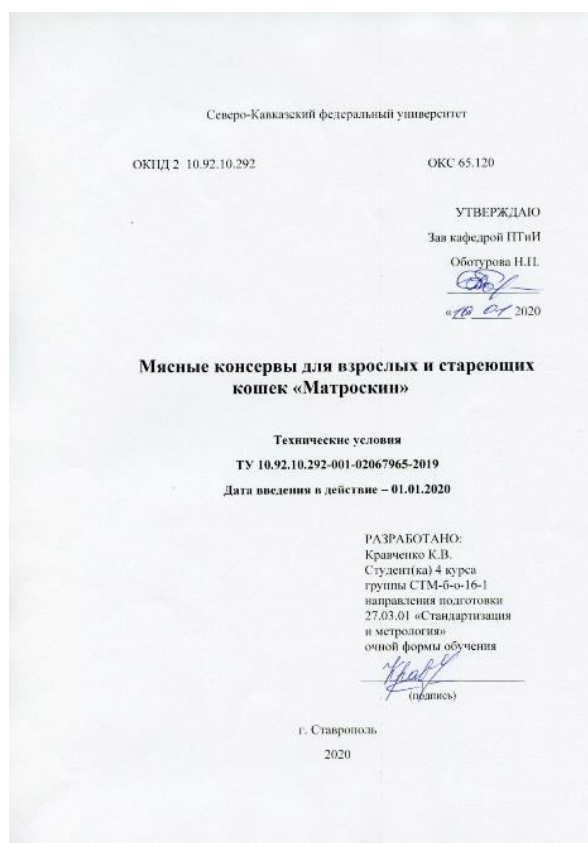 Северо-Кавказский федеральный университет
ОКПД 2 10.92.10.292 ОКС 65.120
УТВЕРЖДАЮ
Зав кафедрой ПТиИ
Оботурова Н.П.
«16» 01 2020
Мясные консервы для взрослых и стареющих
кошек «Матроскин»
Технические условия
ТУ 10.92.10.292-001-02067965-2019
Дата введения в действие – 01.01.2020
РАЗРАБОТАНО:
Кравченко К.В.
Студент(ка) 4 курса
группы СТМ-б-о-16-1
направления подготовки
27.03.01 «Стандартизация
и метрология»
очной формы обучения
(подпись)
г. Ставрополь
2020